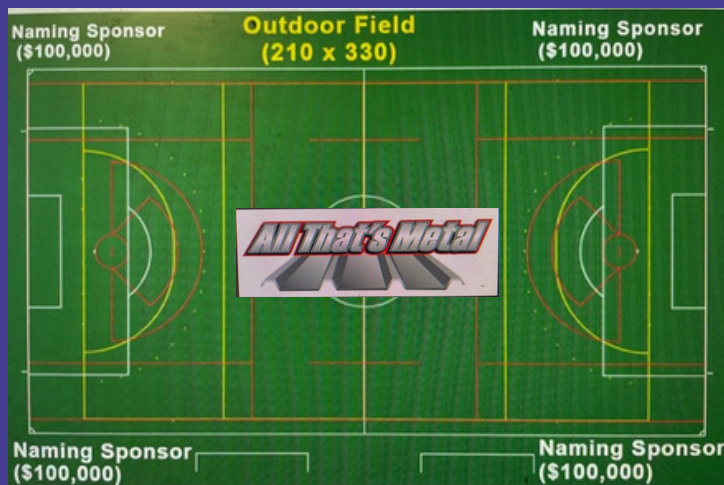 Outdoor Field
(210 x 330)
Naming Sponsor
($100,000)
Naming Sponsor
($100,000)
All That's Metal
Naming Sponsor
($100,000)
Naming Sponsor
($100,000)